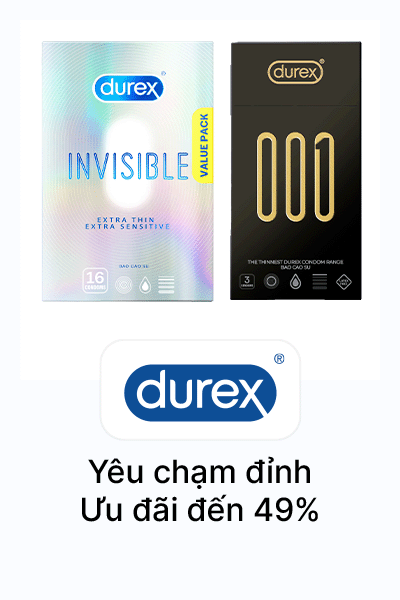 durex
INVISIBLE
VALUE PACK
EXTRA THIN
EXTRA SENSITIVE
BAO CAO SU
16
CONDOMS
durex
001
THE THINNEST DUREX CONDOM RANGE
BAO CAO SU
3
durex
Yêu chạm đỉnh
Ưu đãi đến 49%